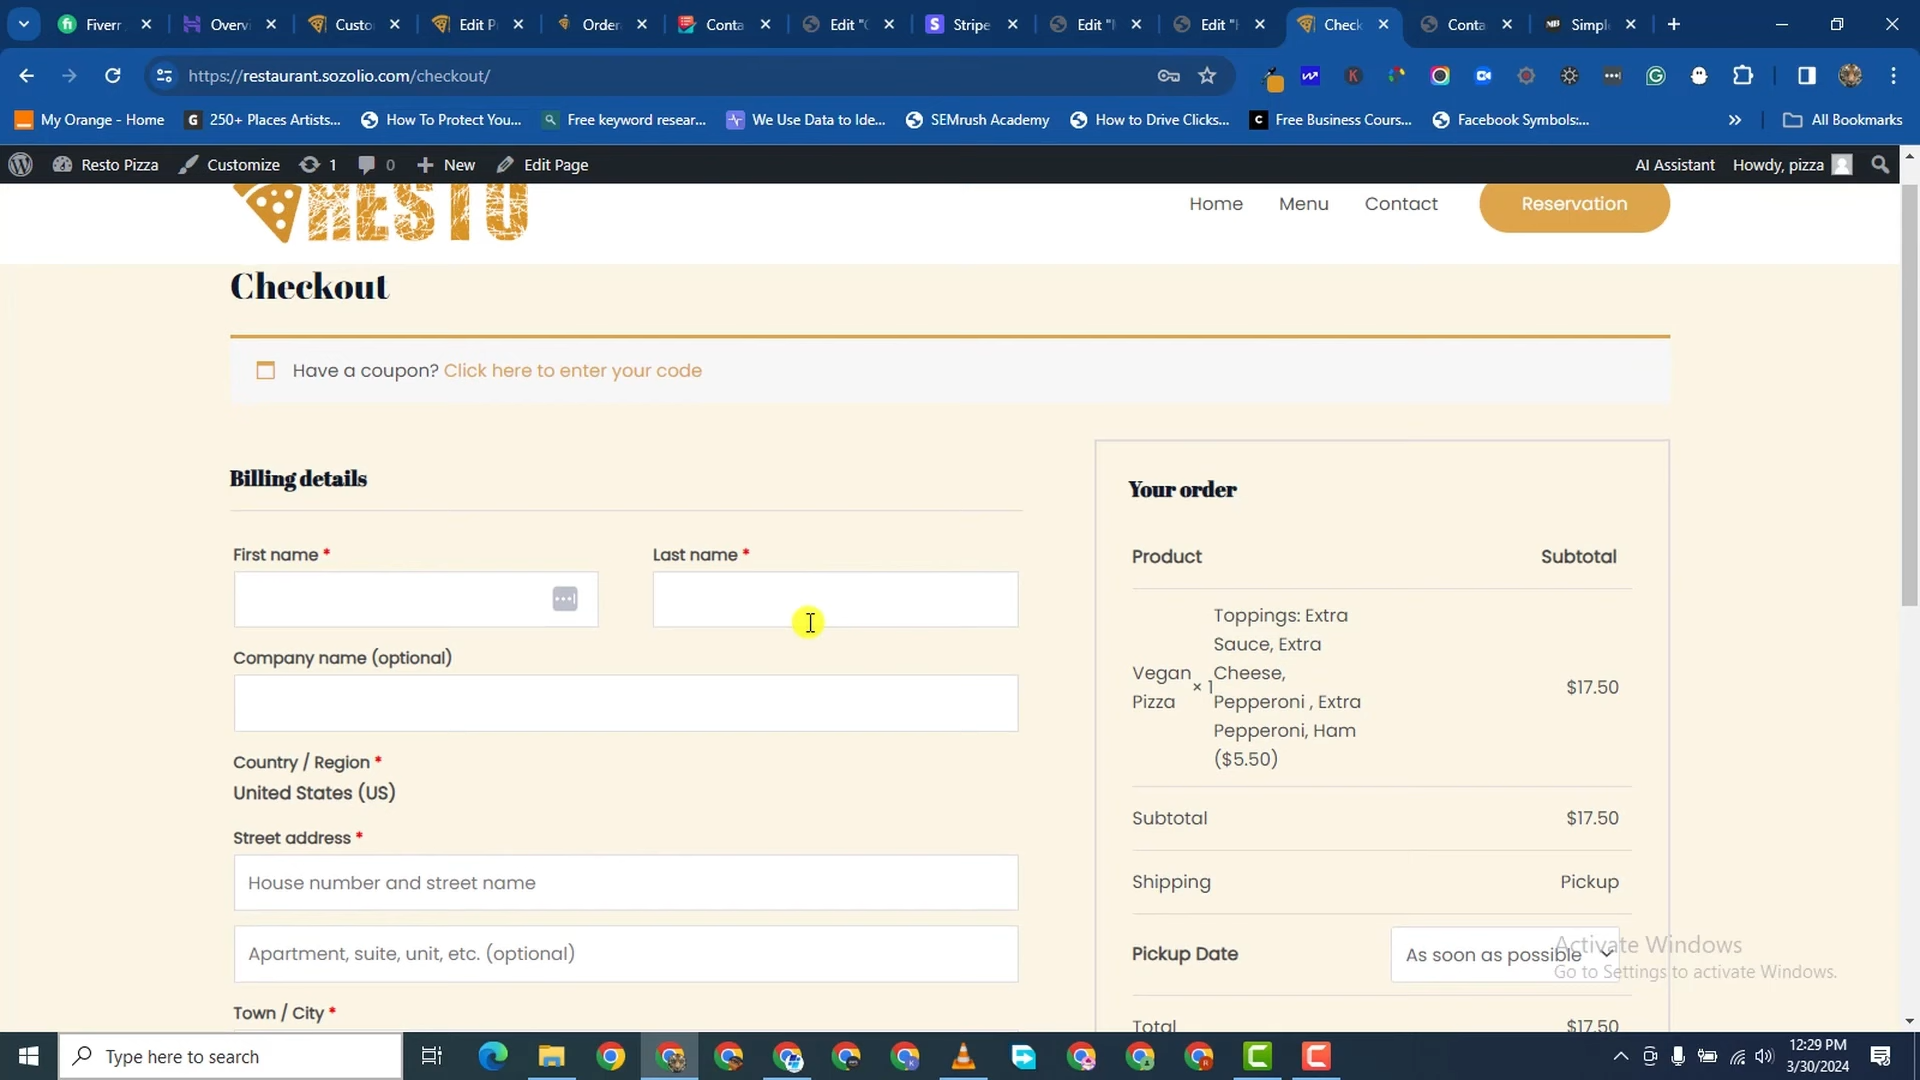 Fiverr
Overv
Custo
Edit P
Order
Conta
Edit "C
Stripe
Edit "I
Edit "H
Check
Conta
Simple
https://restaurant.sozolio.com/checkout/
My Orange - Home
250+ Places Artists...
How To Protect You...
Free keyword resear...
We Use Data to Ide...
SEMrush Academy
How to Drive Clicks...
Free Business Cours...
Facebook Symbols:...
All Bookmarks
Resto Pizza
Customize
1
0
New
Edit Page
AI Assistant
Howdy, pizza
RESTO
Home
Menu
Contact
Reservation
Checkout
Have a coupon? Click here to enter your code
Billing details
First name *
Last name *
Company name (optional)
Country / Region *
United States (US)
Street address *
House number and street name
Apartment, suite, unit, etc. (optional)
Town / City *
Your order
Product
Subtotal
Vegan
Pizza
× 1
Toppings: Extra
Sauce, Extra
Cheese,
Pepperoni , Extra
Pepperoni, Ham
($5.50)
$17.50
Subtotal
$17.50
Shipping
Pickup
Pickup Date
As soon as possible
Total
$17.50
Activate Windows
Go to Settings to activate Windows.
Type here to search
12:29 PM
3/30/2024